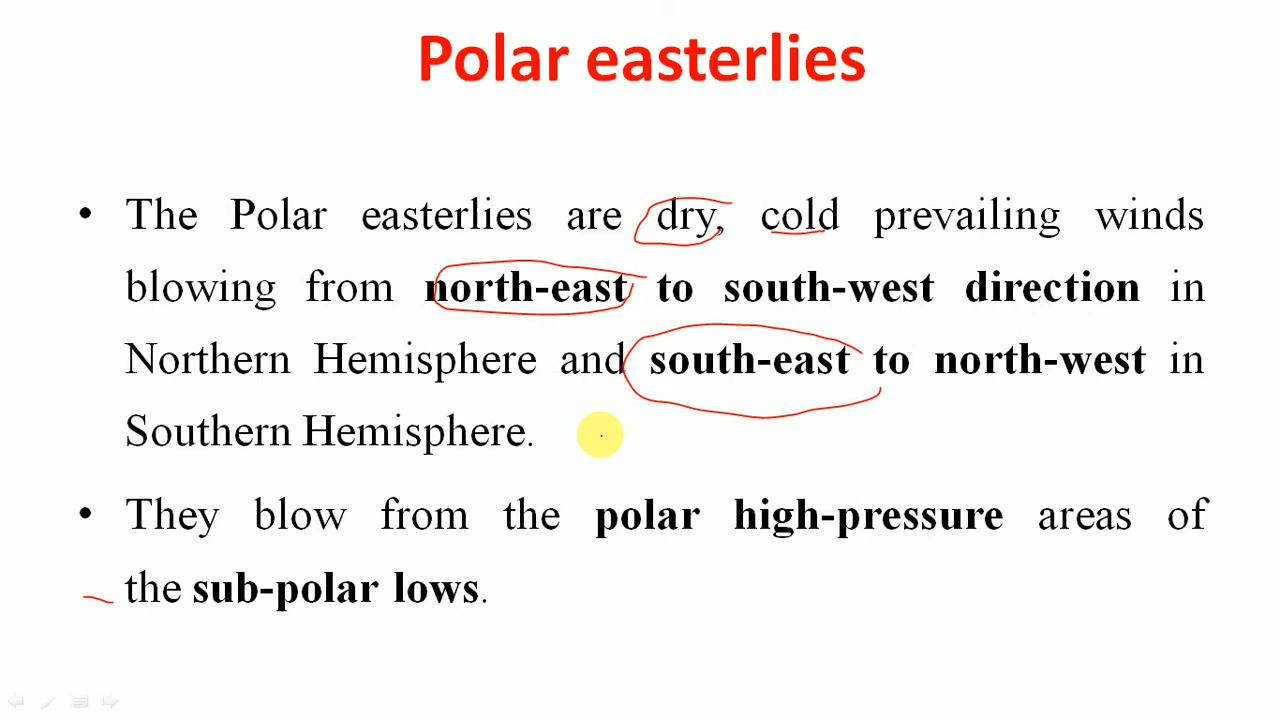 Polar easterlies
• The Polar easterlies are dry, cold prevailing winds
blowing from north-east to south-west direction in
Northern Hemisphere and south-east to north-west in
Southern Hemisphere.
• They blow from the polar high-pressure areas of
the sub-polar lows.